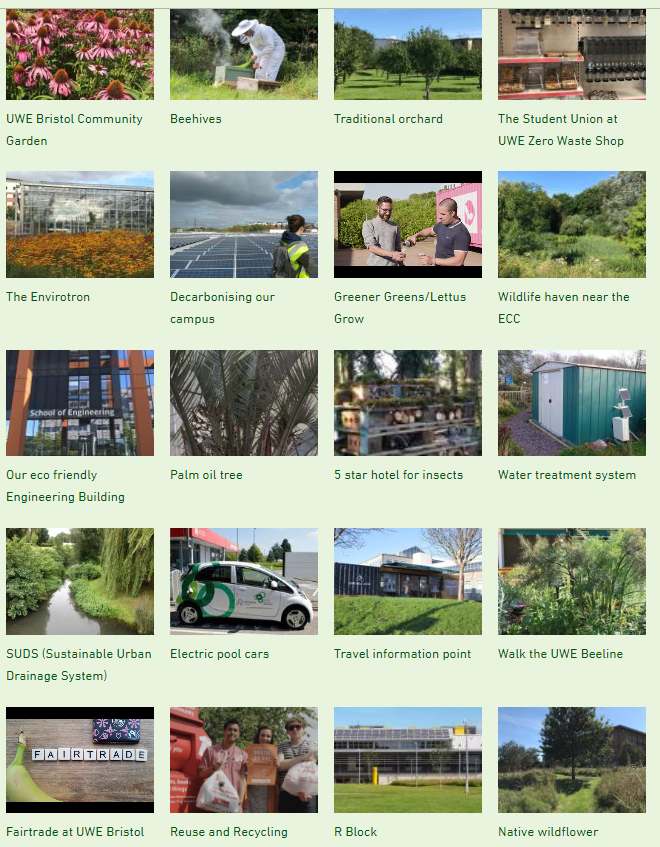 UWE Bristol Community
Garden
Beehives
Traditional orchard
The Student Union at
UWE Zero Waste Shop
The Envirotron
Decarbonising our
campus
Greener Greens/Lettus
Grow
Wildlife haven near the
ECC
School of Engineering
Our eco friendly
Engineering Building
Palm oil tree
5 star hotel for insects
Water treatment system
SUDS (Sustainable Urban
Drainage System)
Electric pool cars
Travel information point
Walk the UWE Beeline
FAIRTRADE
Fairtrade at UWE Bristol
Reuse and Recycling
R Block
Native wildflower